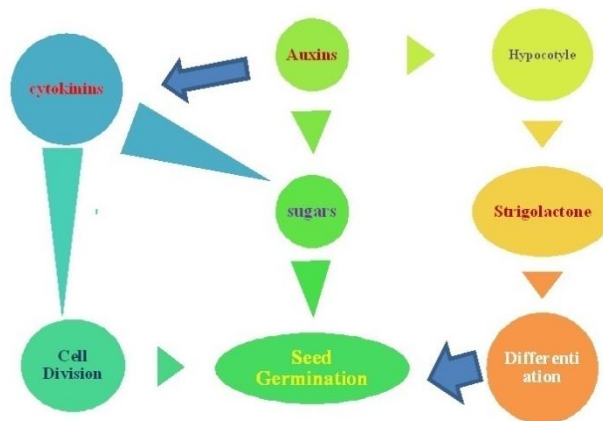 Auxins
Hypocotyle
cytokinins
sugars
Strigolactone
Cell
Division
Seed
Germination
Differenti
ation